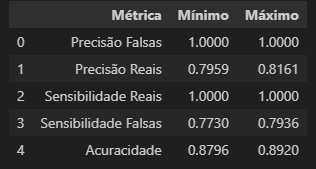 Métrica Mínimo Máximo
0 Precisão Falsas 1.0000 1.0000
1 Precisão Reais 0.7959 0.8161
2 Sensibilidade Reais 1.0000 1.0000
3 Sensibilidade Falsas 0.7730 0.7936
4 Acuracidade 0.8796 0.8920